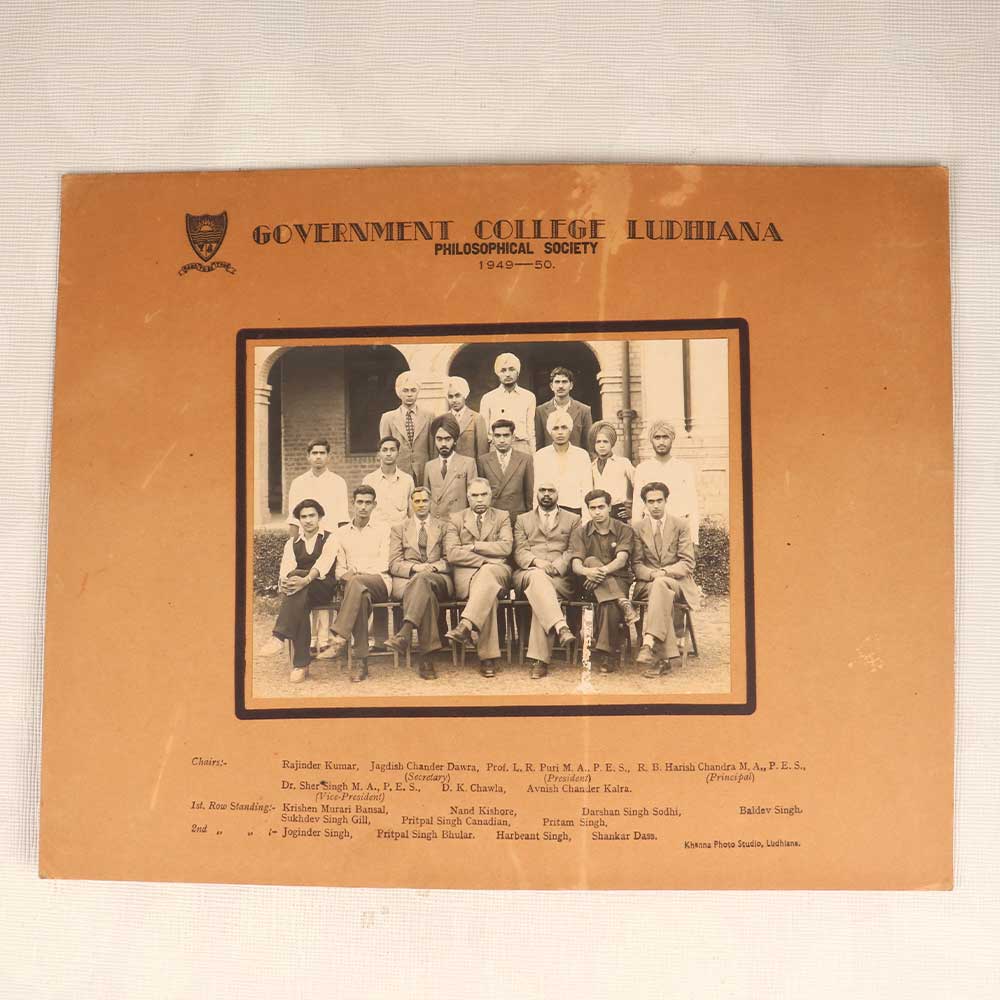 GOVERNMENT COLLEGE LUDHIANA
PHILOSOPHICAL SOCIETY
1949—50.
Chairs:- Rajinder Kumar, Jagdish Chander Dawra, Prof. L. R. Puri M. A., P. E. S., R. B. Harish Chandra M. A., P. E. S.,
(Secretary) (President) (Principal)
Dr. Sher Singh M. A., P. E. S., D. K. Chawla, Avnish Chander Kalra.
(Vice-President)
1st. Row Standing:- Krishen Murari Bansal, Nand Kishore, Darshan Singh Sodhi, Baldev Singh,
Sukhdev Singh Gill, Pritpal Singh Canadian, Pritam Singh,
2nd „ „ :- Joginder Singh, Pritpal Singh Bhular. Harbeant Singh, Shankar Dass.
Khanna Photo Studio, Ludhiana.